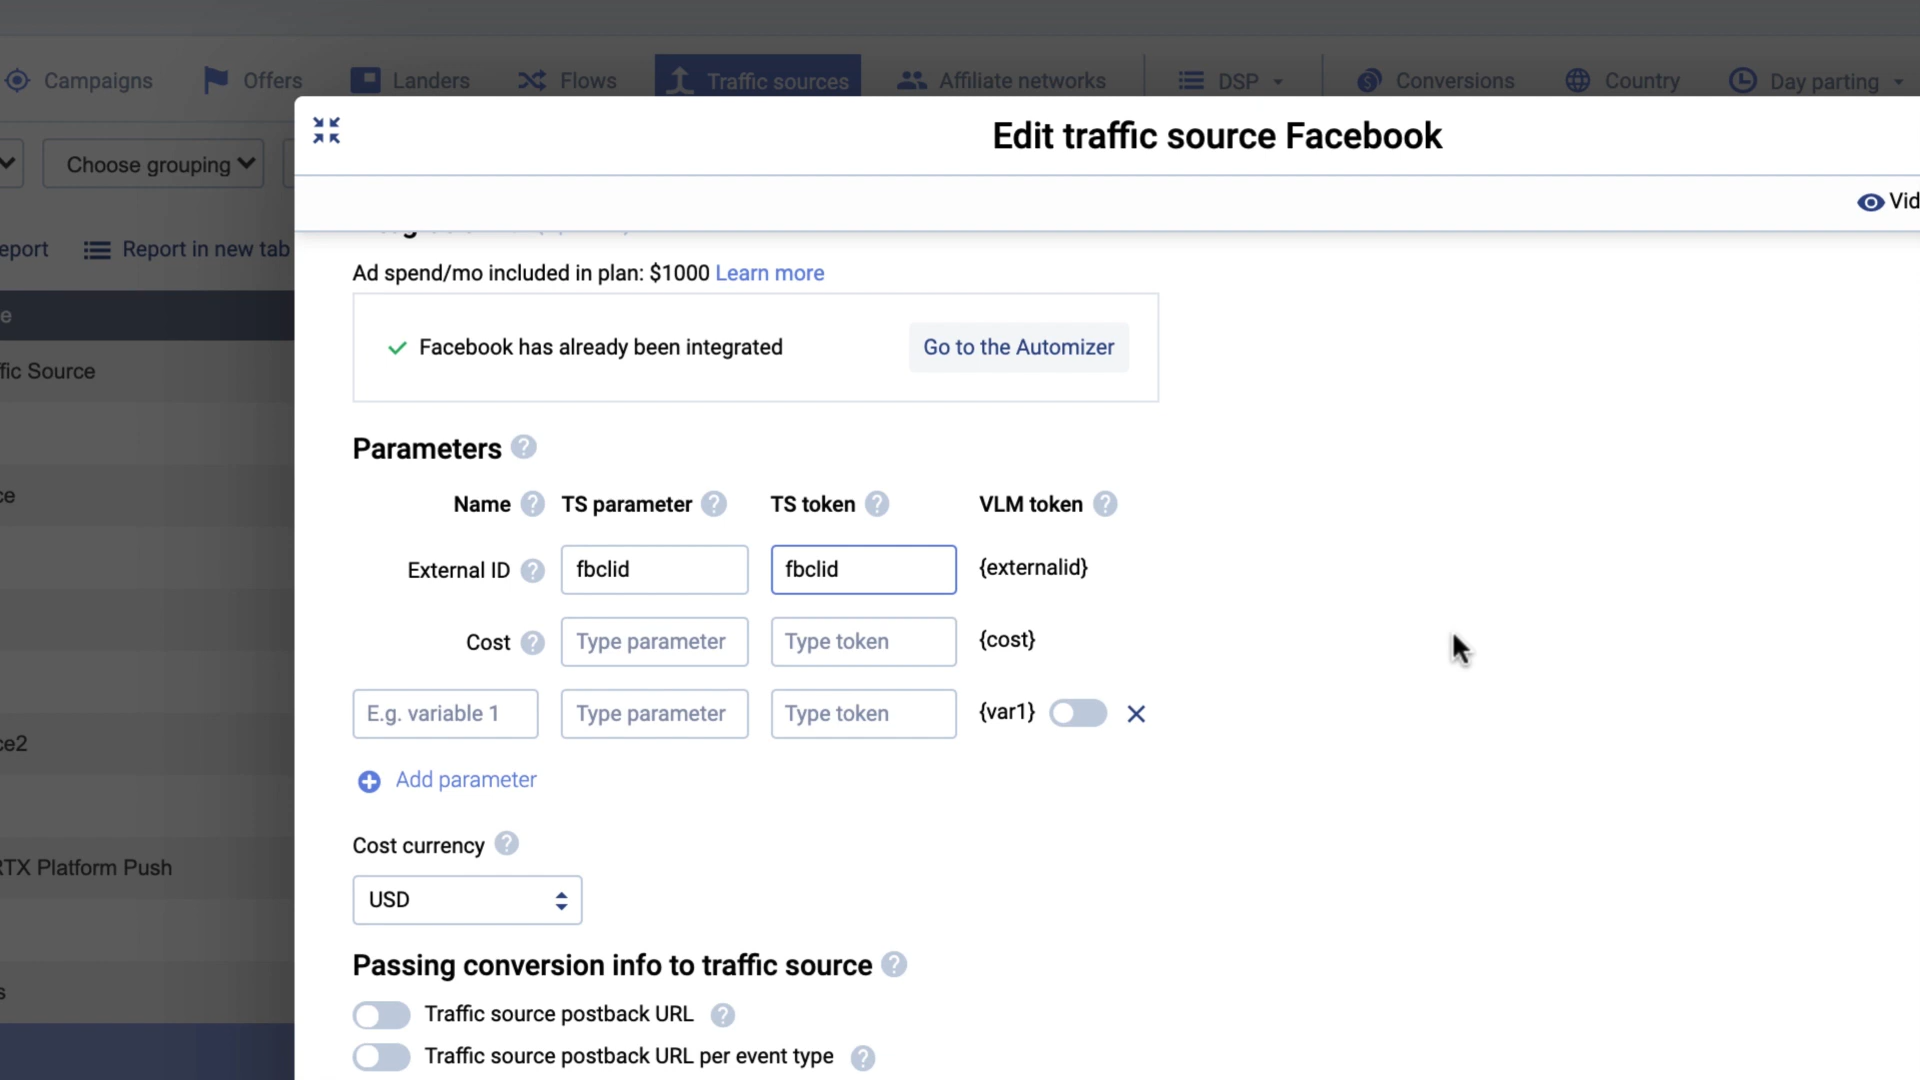 Campaigns Offers Landers Flows Traffic sources Affiliate networks DSP Conversions Country Day parting
Choose grouping
Edit traffic source Facebook
Vid
eport Report in new tab
Ad spend/mo included in plan: $1000 Learn more
e
Facebook has already been integrated Go to the Automizer
fic Source
Parameters ?
ce
Name ? TS parameter ? TS token ? VLM token ?
External ID ? fbclid fbclid {externalid}
Cost ? Type parameter Type token {cost}
E.g. variable 1 Type parameter Type token {var1}
ce2
Add parameter
Cost currency ?
RTX Platform Push
USD
Passing conversion info to traffic source ?
s
Traffic source postback URL ?
Traffic source postback URL per event type ?